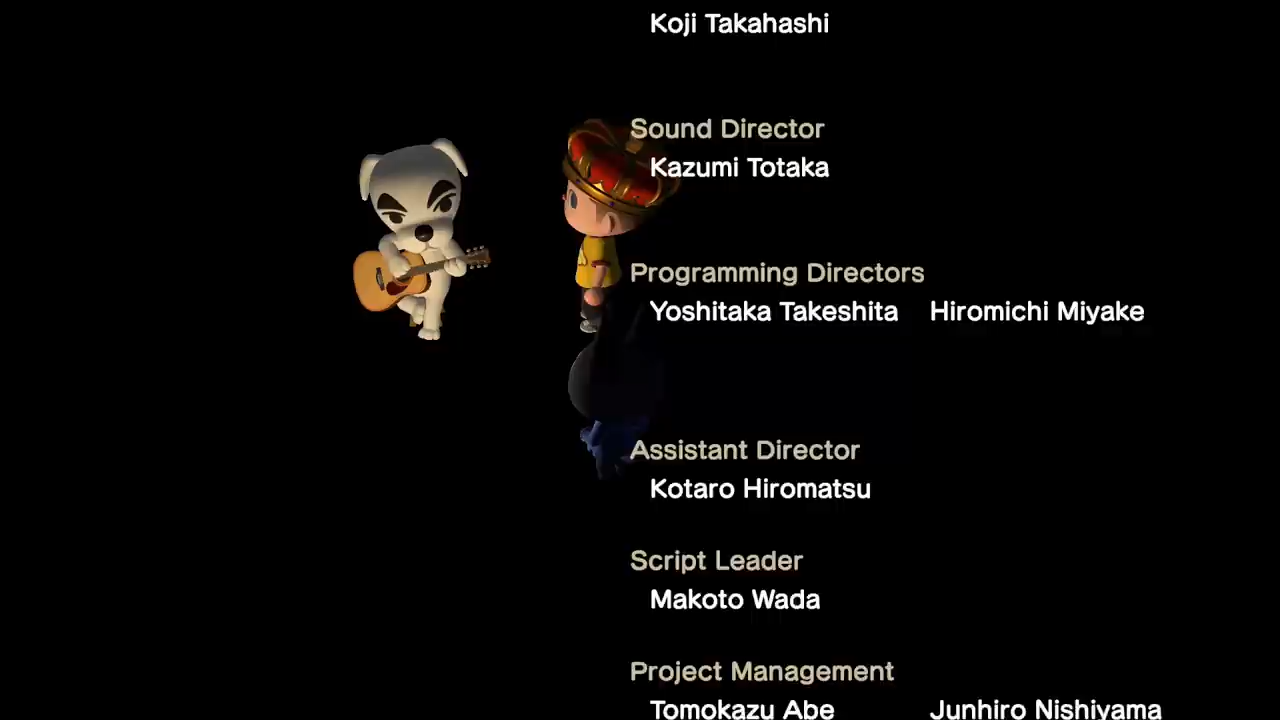 Koji Takahashi
Sound Director
Kazumi Totaka
Programming Directors
Yoshitaka Takeshita Hiromichi Miyake
Assistant Director
Kotaro Hiromatsu
Script Leader
Makoto Wada
Project Management
Tomokazu Abe Junhiro Nishiyama